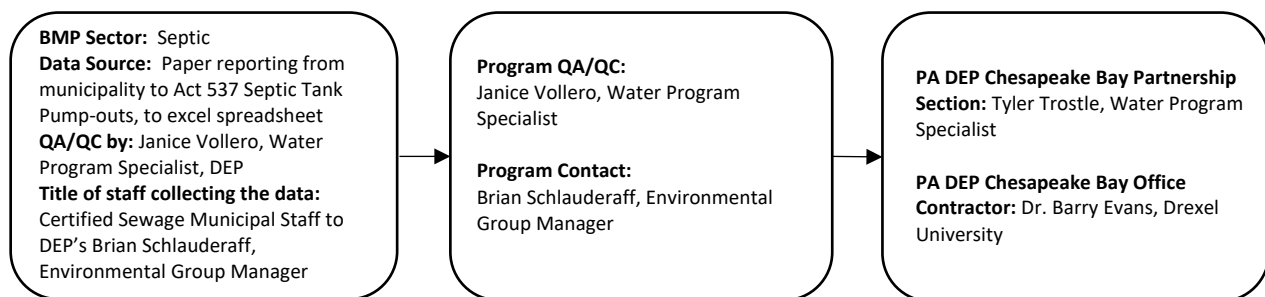 BMP Sector: Septic
Data Source: Paper reporting from
municipality to Act 537 Septic Tank
Pump-outs, to excel spreadsheet
QA/QC by: Janice Vollero, Water
Program Specialist, DEP
Title of staff collecting the data:
Certified Sewage Municipal Staff to
DEP’s Brian Schlauderaff,
Environmental Group Manager
Program QA/QC:
Janice Vollero, Water Program
Specialist
Program Contact:
Brian Schlauderaff, Environmental
Group Manager
PA DEP Chesapeake Bay Partnership
Section: Tyler Trostle, Water Program
Specialist
PA DEP Chesapeake Bay Office
Contractor: Dr. Barry Evans, Drexel
University